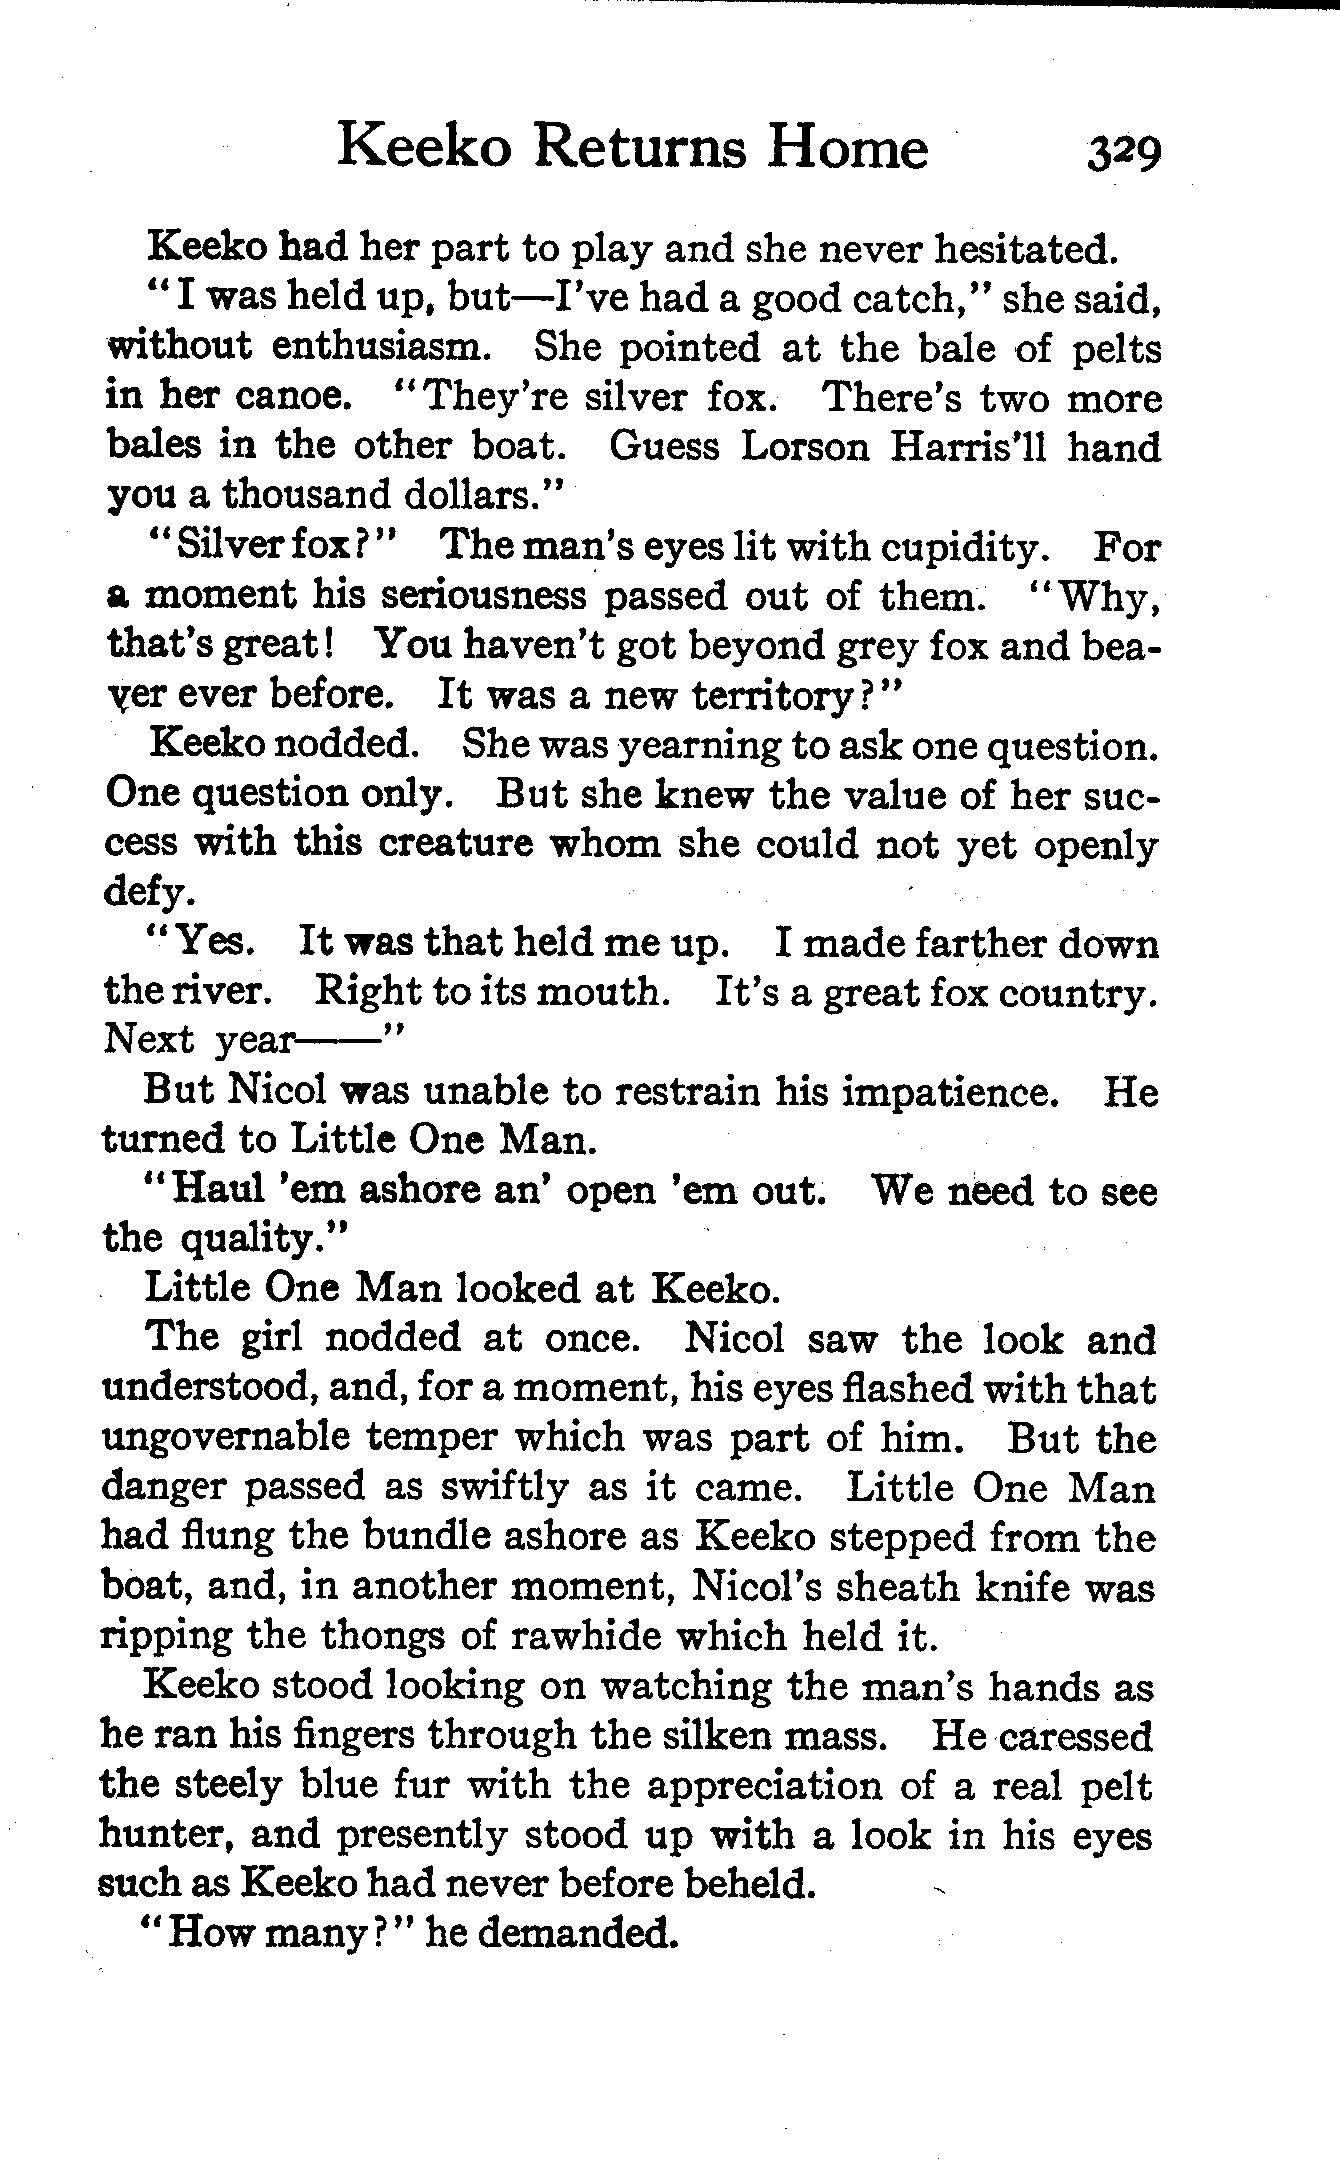 Keeko Returns Home 329
Keeko had her part to play and she never hesitated.
"I was held up, but—I've had a good catch," she said,
without enthusiasm. She pointed at the bale of pelts
in her canoe. "They're silver fox. There's two more
bales in the other boat. Guess Lorson Harris'll hand
you a thousand dollars."
"Silver fox?" The man's eyes lit with cupidity. For
a moment his seriousness passed out of them. "Why,
that's great! You haven't got beyond grey fox and bea-
ver ever before. It was a new territory?"
Keeko nodded. She was yearning to ask one question.
One question only. But she knew the value of her suc-
cess with this creature whom she could not yet openly
defy.
"Yes. It was that held me up. I made farther down
the river. Right to its mouth. It's a great fox country.
Next year——"
But Nicol was unable to restrain his impatience. He
turned to Little One Man.
"Haul 'em ashore an' open 'em out. We need to see
the quality."
Little One Man looked at Keeko.
The girl nodded at once. Nicol saw the look and
understood, and, for a moment, his eyes flashed with that
ungovernable temper which was part of him. But the
danger passed as swiftly as it came. Little One Man
had flung the bundle ashore as Keeko stepped from the
boat, and, in another moment, Nicol's sheath knife was
ripping the thongs of rawhide which held it.
Keeko stood looking on watching the man's hands as
he ran his fingers through the silken mass. He caressed
the steely blue fur with the appreciation of a real pelt
hunter, and presently stood up with a look in his eyes
such as Keeko had never before beheld.
"How many?" he demanded.